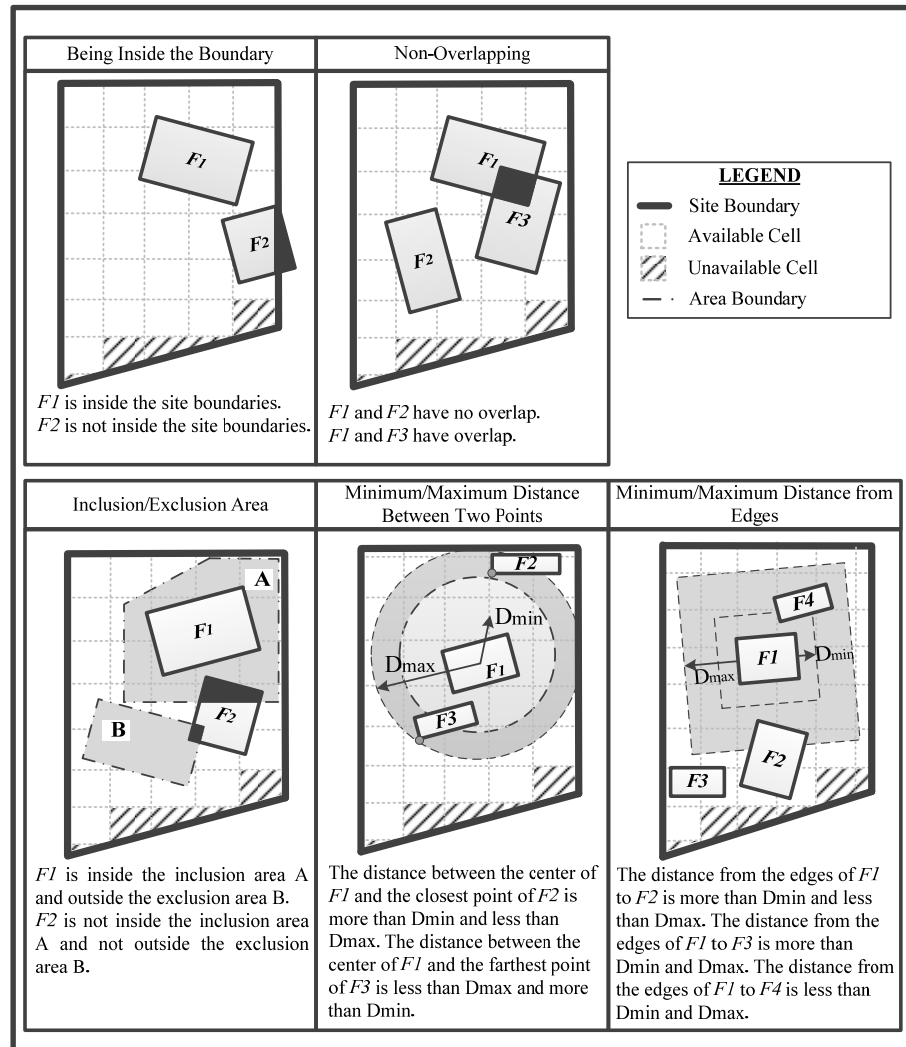 Being Inside the Boundary
Non-Overlapping
F1
F2
F1
F3
F2
F1 is inside the site boundaries.
F2 is not inside the site boundaries.
F1 and F2 have no overlap.
F1 and F3 have overlap.
LEGEND
Site Boundary
Available Cell
Unavailable Cell
Area Boundary
Inclusion/Exclusion Area
Minimum/Maximum Distance
Between Two Points
Minimum/Maximum Distance from
Edges
A
F1
F2
B
F1 is inside the inclusion area A
and outside the exclusion area B.
F2 is not inside the inclusion area
A and not outside the exclusion
area B.
F2
Dmin
Dmax
F1
F3
The distance between the center of
F1 and the closest point of F2 is
more than Dmin and less than
Dmax. The distance between the
center of F1 and the farthest point
of F3 is less than Dmax and more
than Dmin.
F4
F1
Dmin
Dmax
F2
F3
The distance from the edges of F1
to F2 is more than Dmin and less
than Dmax. The distance from the
edges of F1 to F3 is more than
Dmin and Dmax. The distance from
the edges of F1 to F4 is less than
Dmin and Dmax.